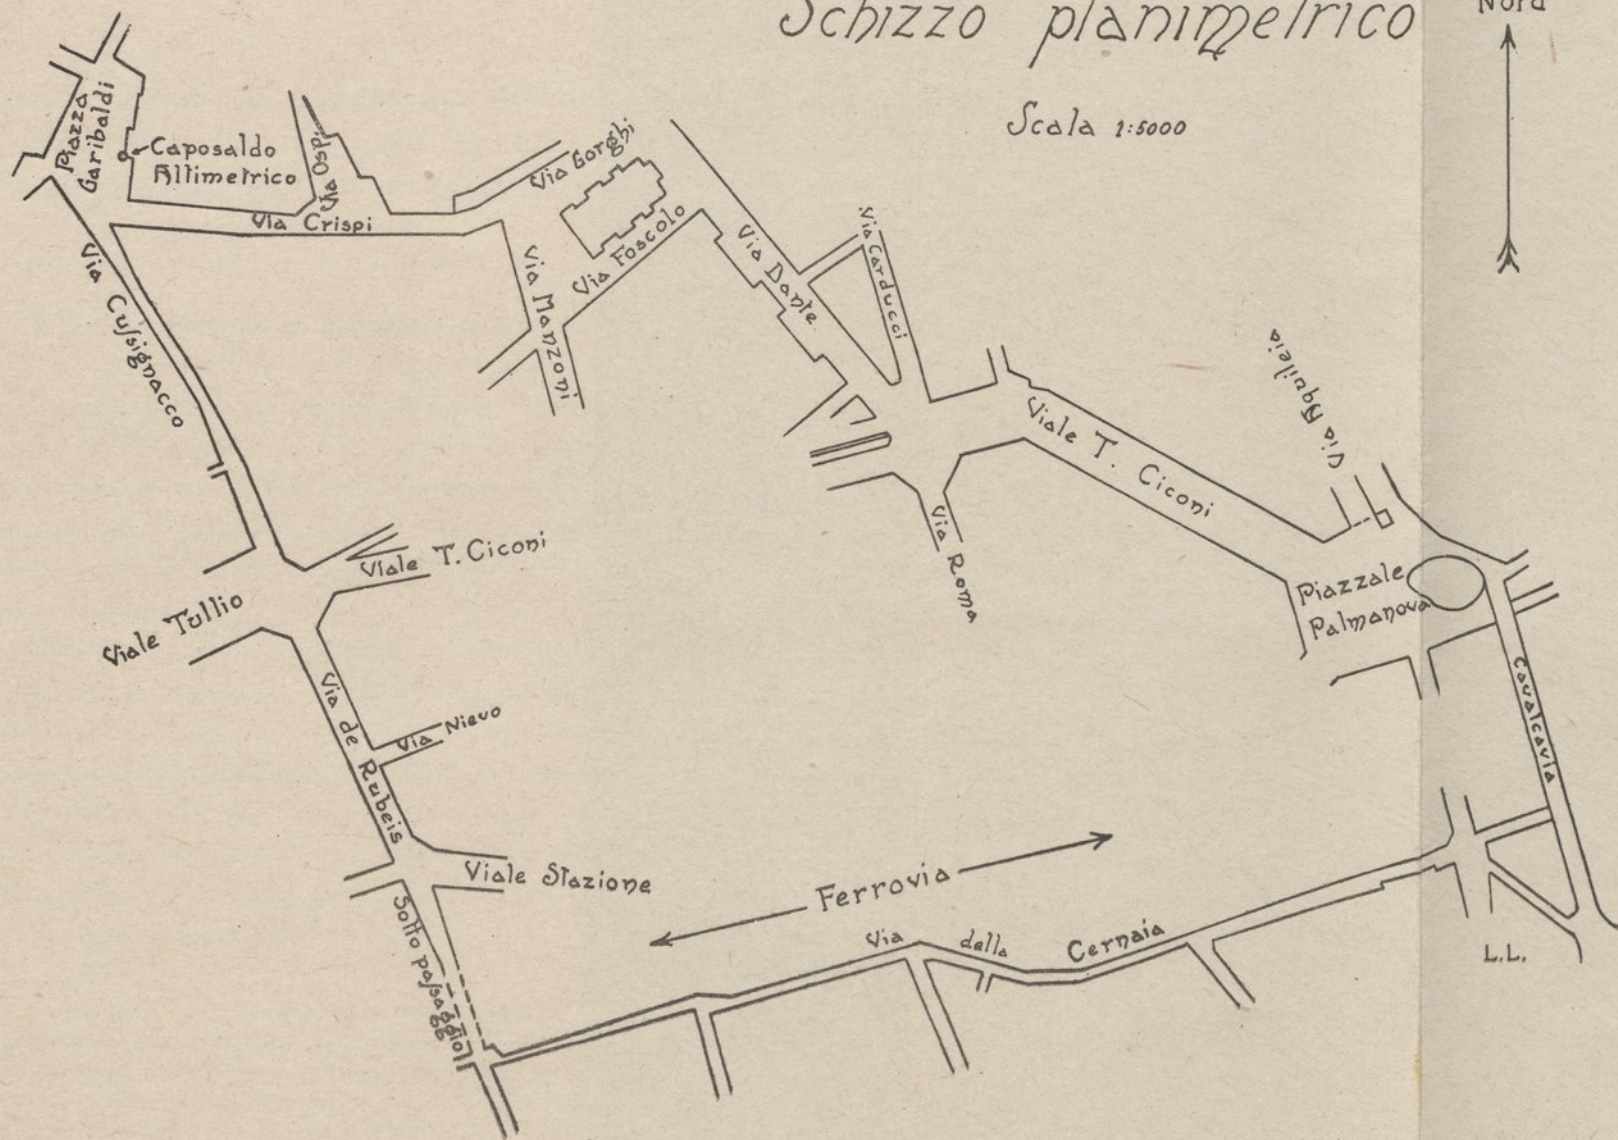 Schizzo planimetrico
Nord
Scala 1:5000
Piazza
Garibaldi
Caposaldo
Altimetrico
Via Osp.
Via Crispi
Via Gorghi
Via Foscolo
Via Manzoni
Via Dante
Via Carducci
Via Cussignacco
Viale T. Ciconi
Via Aquileia
Viale T. Ciconi
Via Roma
Viale Tullio
Piazzale
Palmanova
Cavalcavia
Via de Rubeis
Via Nievo
Viale Stazione
Sotto passaggio
Ferrovia
Via della Cernaia
L.L.